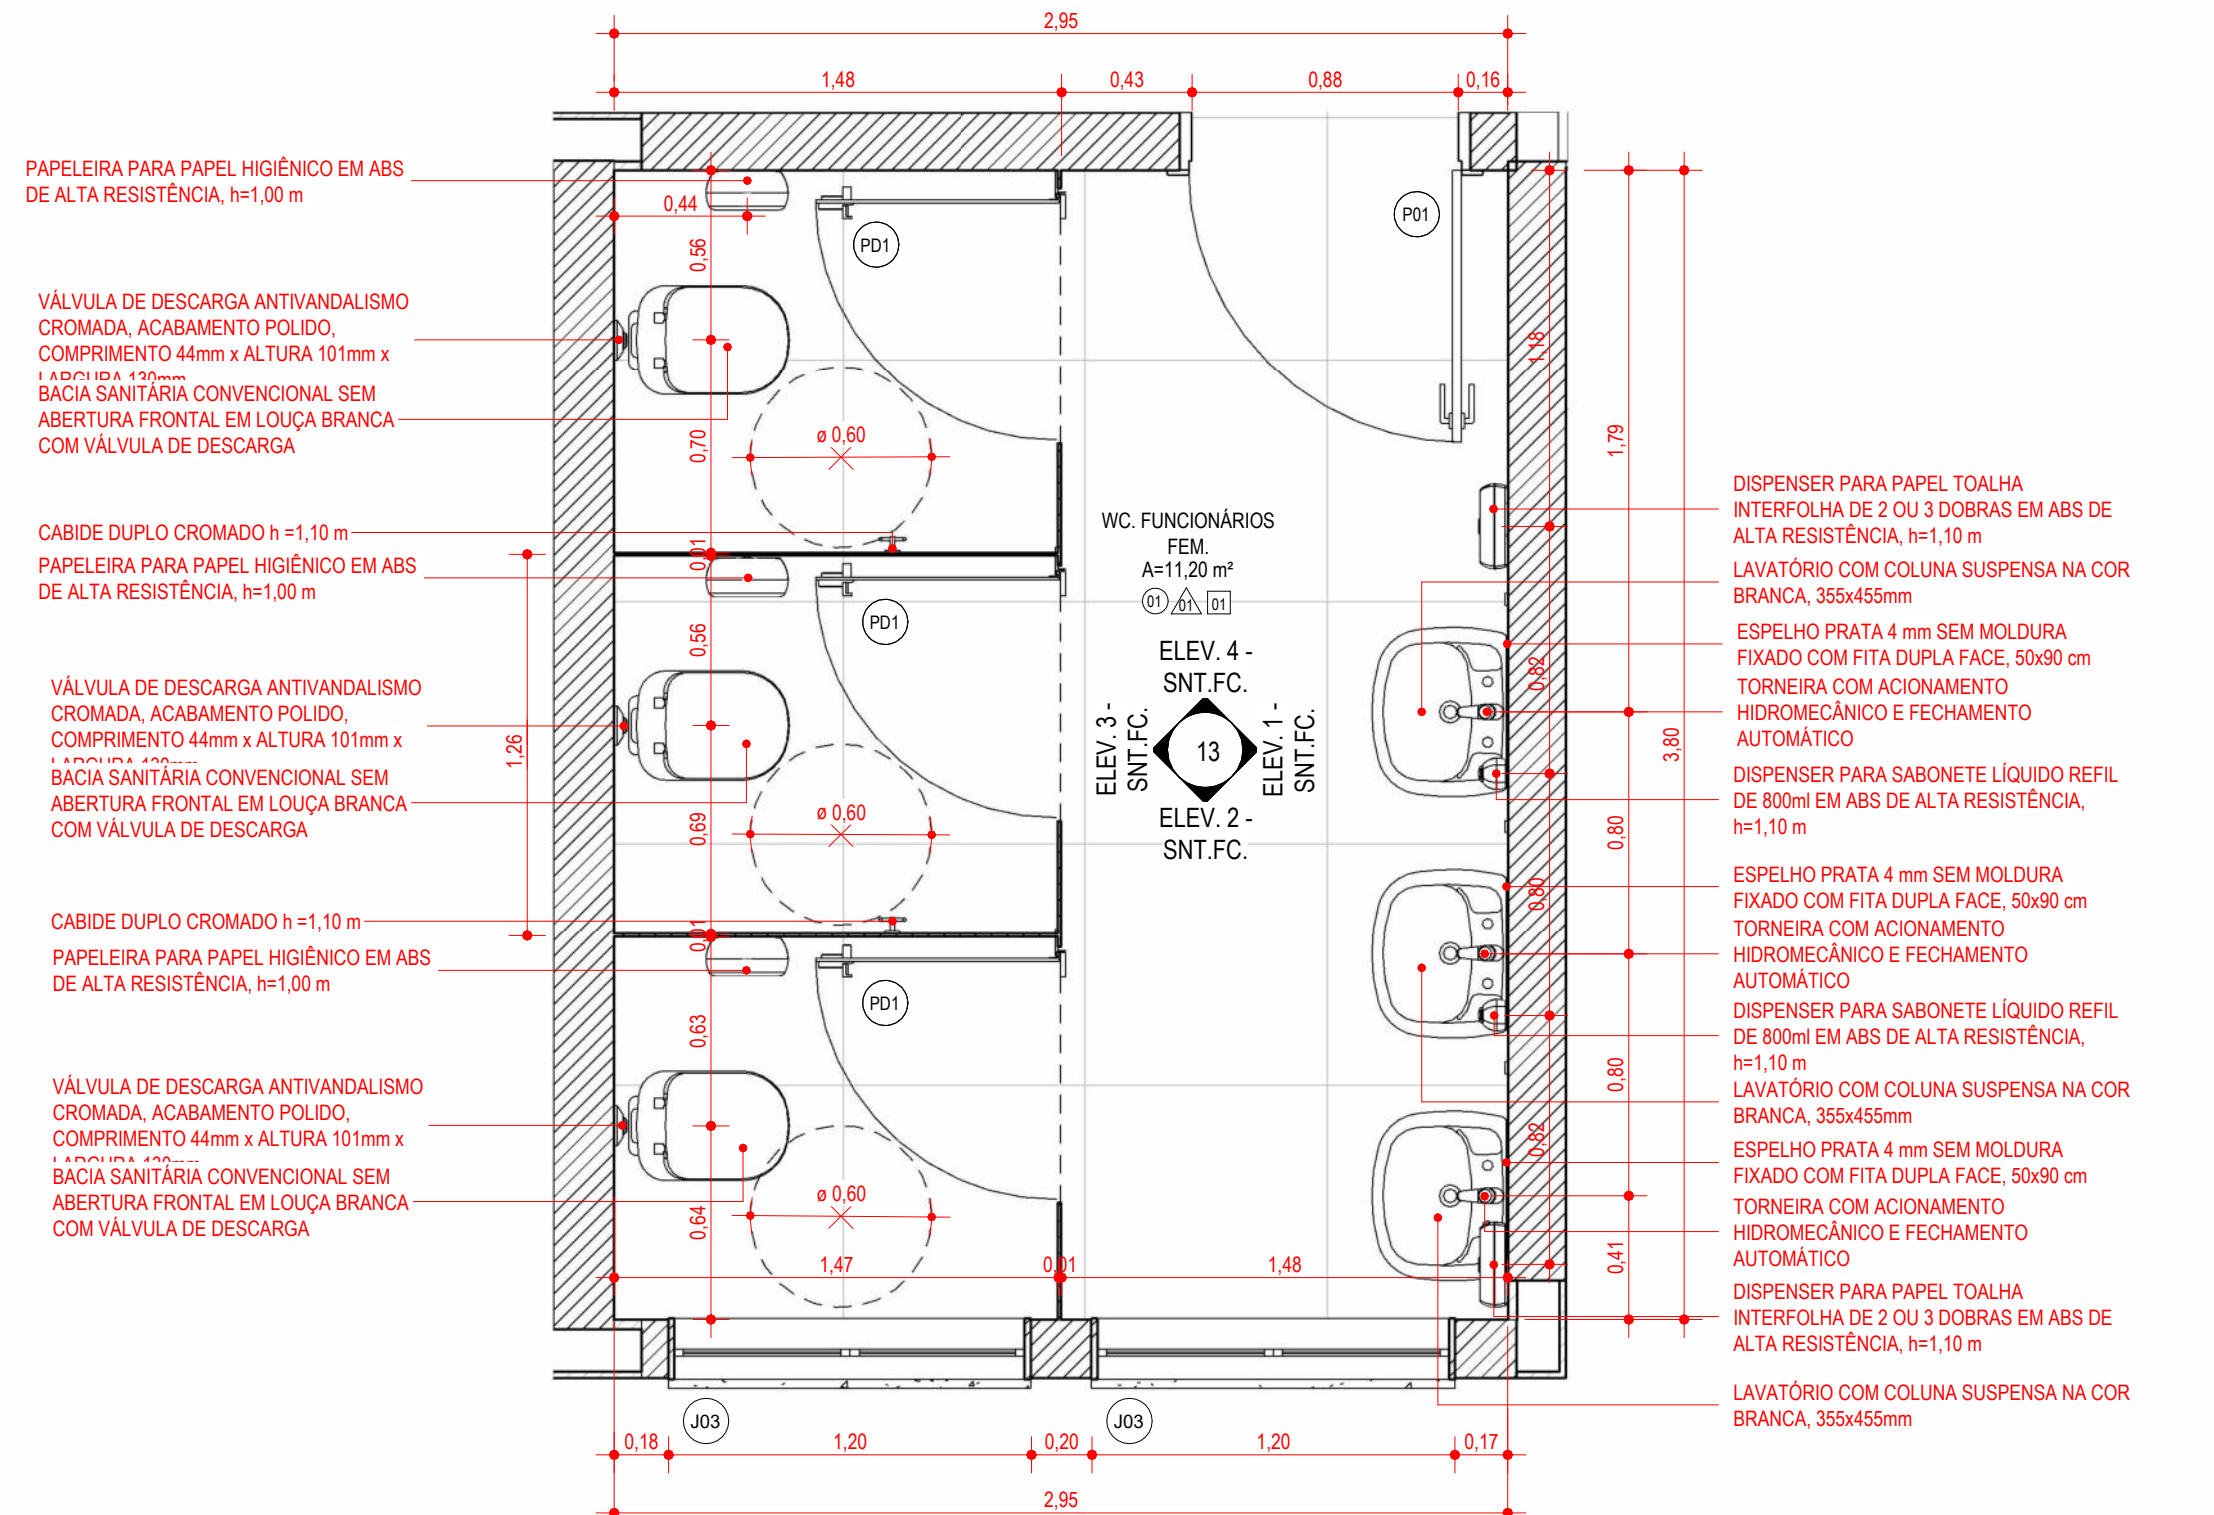 2,95
1,48
0,43
0,88
0,16
PAPELEIRA PARA PAPEL HIGIÊNICO EM ABS
DE ALTA RESISTÊNCIA, h=1,00 m
0,44
0,56
PD1
P01
VÁLVULA DE DESCARGA ANTIVANDALISMO
CROMADA, ACABAMENTO POLIDO,
COMPRIMENTO 44mm x ALTURA 101mm x
LARGURA 130mm
BACIA SANITÁRIA CONVENCIONAL SEM
ABERTURA FRONTAL EM LOUÇA BRANCA
COM VÁLVULA DE DESCARGA
0,70
ø 0,60
1,18
1,79
CABIDE DUPLO CROMADO h =1,10 m
0,01
PAPELEIRA PARA PAPEL HIGIÊNICO EM ABS
DE ALTA RESISTÊNCIA, h=1,00 m
0,56
PD1
WC. FUNCIONÁRIOS
FEM.
A=11,20 m²
01 01 01
ELEV. 4 -
SNT.FC.
ELEV. 3 -
SNT.FC.
13
ELEV. 1 -
SNT.FC.
ELEV. 2 -
SNT.FC.
DISPENSER PARA PAPEL TOALHA
INTERFOLHA DE 2 OU 3 DOBRAS EM ABS DE
ALTA RESISTÊNCIA, h=1,10 m
LAVATÓRIO COM COLUNA SUSPENSA NA COR
BRANCA, 355x455mm
ESPELHO PRATA 4 mm SEM MOLDURA
FIXADO COM FITA DUPLA FACE, 50x90 cm
TORNEIRA COM ACIONAMENTO
HIDROMECÂNICO E FECHAMENTO
AUTOMÁTICO
DISPENSER PARA SABONETE LÍQUIDO REFIL
DE 800ml EM ABS DE ALTA RESISTÊNCIA,
h=1,10 m
0,82
3,80
0,80
0,80
VÁLVULA DE DESCARGA ANTIVANDALISMO
CROMADA, ACABAMENTO POLIDO,
COMPRIMENTO 44mm x ALTURA 101mm x
LARGURA 130mm
BACIA SANITÁRIA CONVENCIONAL SEM
ABERTURA FRONTAL EM LOUÇA BRANCA
COM VÁLVULA DE DESCARGA
1,26
0,69
ø 0,60
CABIDE DUPLO CROMADO h =1,10 m
0,01
PAPELEIRA PARA PAPEL HIGIÊNICO EM ABS
DE ALTA RESISTÊNCIA, h=1,00 m
PD1
0,63
ESPELHO PRATA 4 mm SEM MOLDURA
FIXADO COM FITA DUPLA FACE, 50x90 cm
TORNEIRA COM ACIONAMENTO
HIDROMECÂNICO E FECHAMENTO
AUTOMÁTICO
DISPENSER PARA SABONETE LÍQUIDO REFIL
DE 800ml EM ABS DE ALTA RESISTÊNCIA,
h=1,10 m
LAVATÓRIO COM COLUNA SUSPENSA NA COR
BRANCA, 355x455mm
0,80
0,82
VÁLVULA DE DESCARGA ANTIVANDALISMO
CROMADA, ACABAMENTO POLIDO,
COMPRIMENTO 44mm x ALTURA 101mm x
LARGURA 130mm
BACIA SANITÁRIA CONVENCIONAL SEM
ABERTURA FRONTAL EM LOUÇA BRANCA
COM VÁLVULA DE DESCARGA
0,64
ø 0,60
1,47
0,01
1,48
0,41
ESPELHO PRATA 4 mm SEM MOLDURA
FIXADO COM FITA DUPLA FACE, 50x90 cm
TORNEIRA COM ACIONAMENTO
HIDROMECÂNICO E FECHAMENTO
AUTOMÁTICO
DISPENSER PARA PAPEL TOALHA
INTERFOLHA DE 2 OU 3 DOBRAS EM ABS DE
ALTA RESISTÊNCIA, h=1,10 m
LAVATÓRIO COM COLUNA SUSPENSA NA COR
BRANCA, 355x455mm
J03
J03
0,18
1,20
0,20
1,20
0,17
2,95